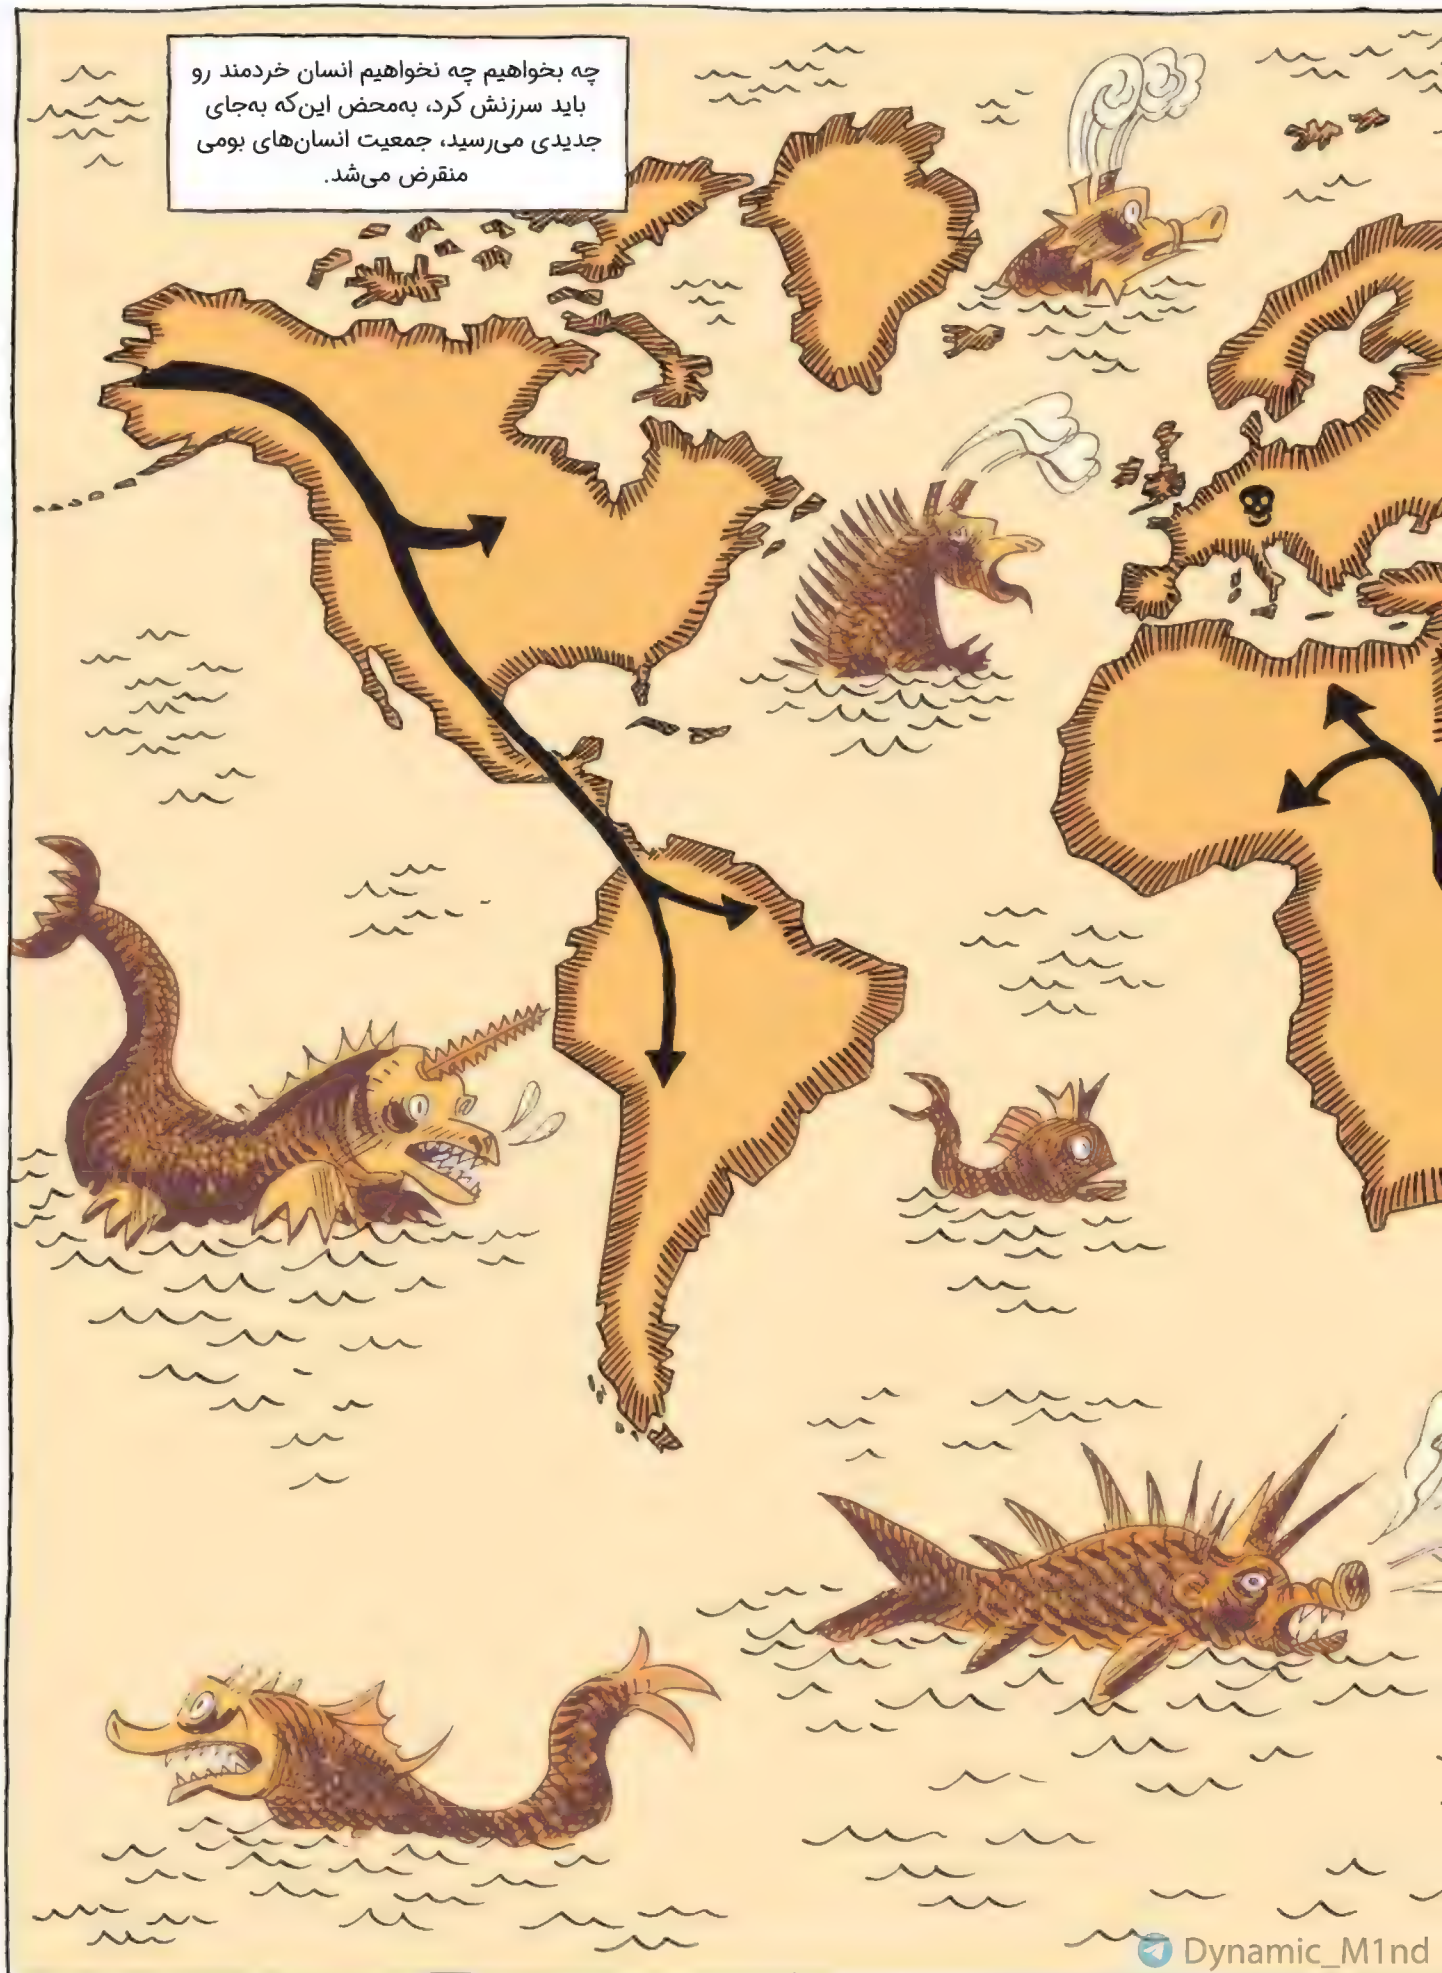 چه بخواهیم چه نخواهیم انسان خردمند رو
باید سرزنش کرد، به‌محض این‌که به‌جای
جدیدی می‌رسید، جمعیت انسان‌های بومی
منقرض می‌شد.
Dynamic_M1nd